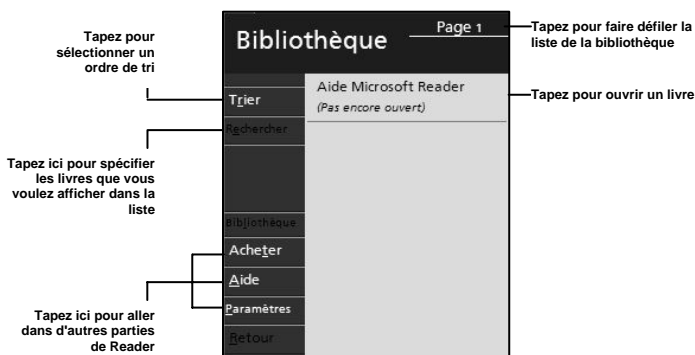 Tapez pour
sélectionner un
ordre de tri
Tapez ici pour spécifier
les livres que vous
voulez afficher dans la
liste
Tapez ici pour aller
dans d'autres parties
de Reader
Bibliothèque
Page 1
Trier
Rechercher
Bibliothèque
Acheter
Aide
Paramètres
Retour
Aide Microsoft Reader
(Pas encore ouvert)
Tapez pour faire défiler la
liste de la bibliothèque
Tapez pour ouvrir un livre